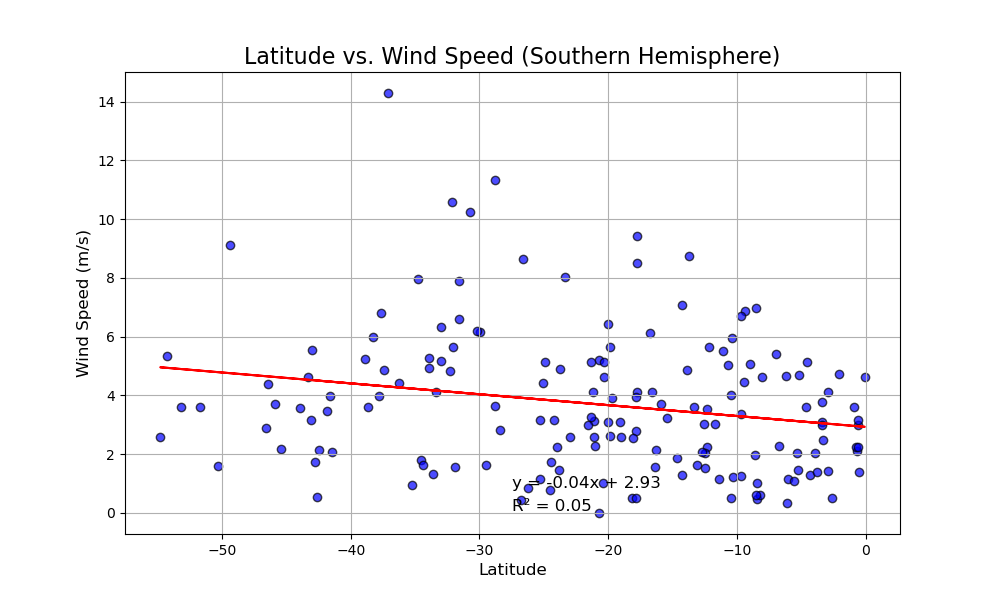 Latitude vs. Wind Speed (Southern Hemisphere)
Wind Speed (m/s)
14
12
10
8
6
4
2
0
y = -0.04x + 2.93
R² = 0.05
−50 −40 −30 −20 −10 0
Latitude